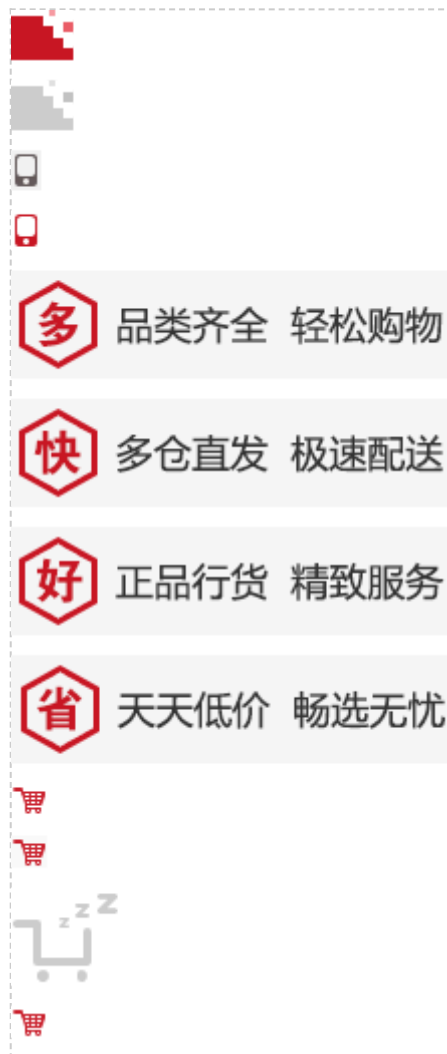 多 品类齐全 轻松购物
快 多仓直发 极速配送
好 正品行货 精致服务
省 天天低价 畅选无忧
z z z